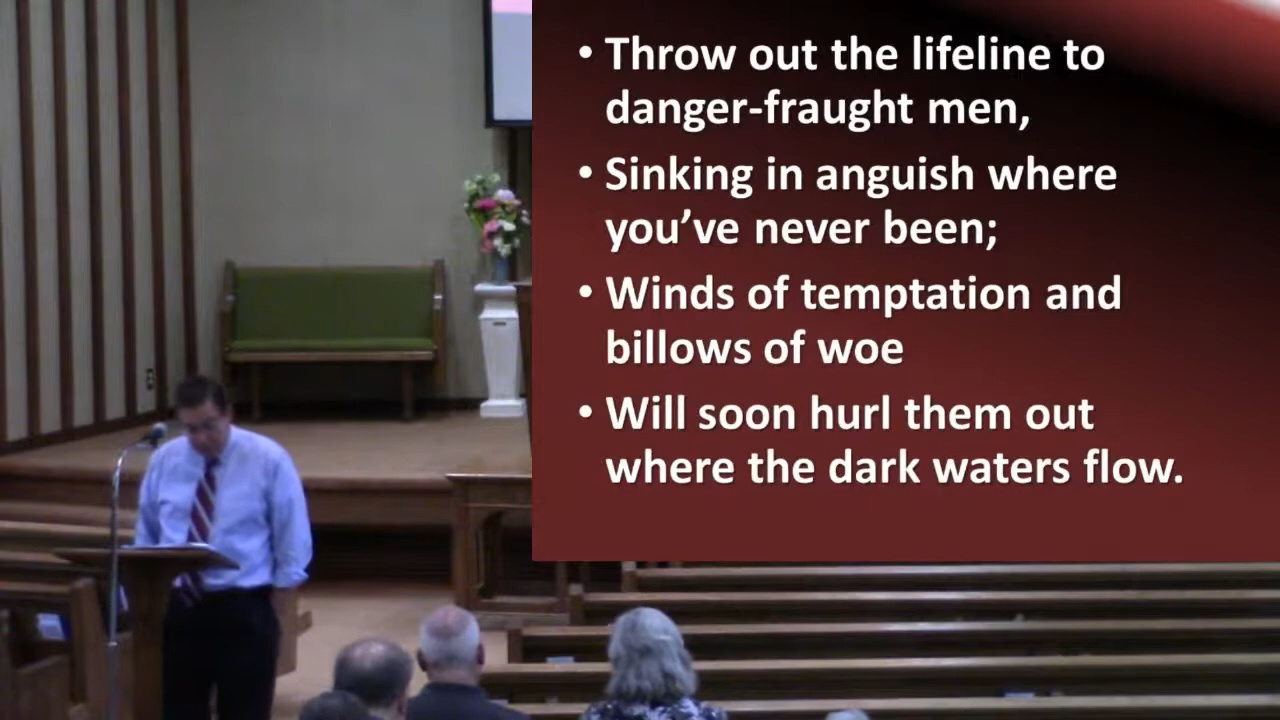 • Throw out the lifeline to
danger-fraught men,
• Sinking in anguish where
you’ve never been;
• Winds of temptation and
billows of woe
• Will soon hurl them out
where the dark waters flow.